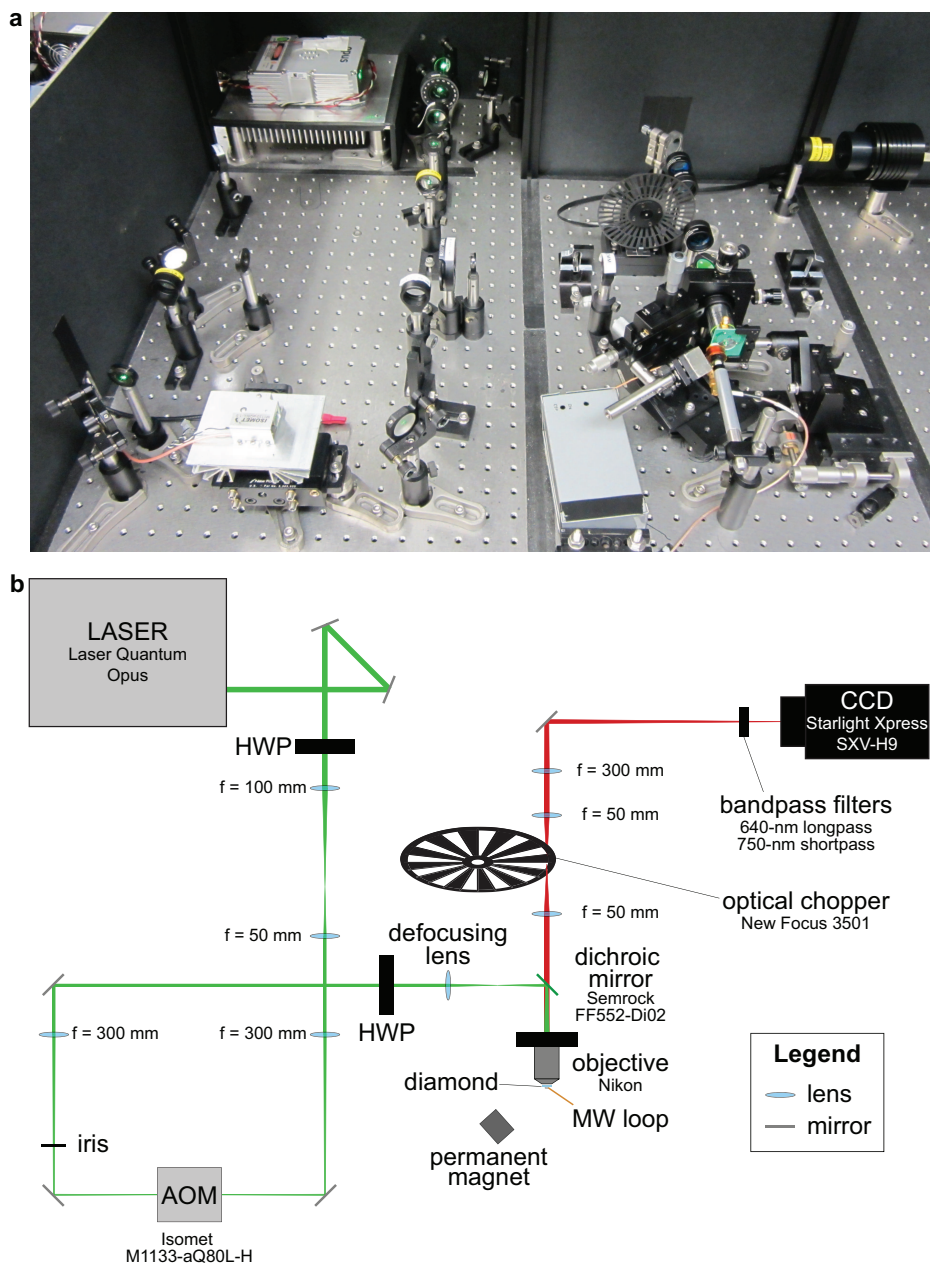 a
ISOMET
b
LASER
Laser Quantum
Opus
HWP
f = 100 mm
f = 50 mm
f = 300 mm
f = 300 mm
iris
AOM
Isomet
M1133-aQ80L-H
HWP
defocusing
lens
dichroic
mirror
Semrock
FF552-Di02
objective
Nikon
diamond
MW loop
permanent
magnet
f = 300 mm
f = 50 mm
f = 50 mm
CCD
Starlight Xpress
SXV-H9
bandpass filters
640-nm longpass
750-nm shortpass
optical chopper
New Focus 3501
Legend
lens
mirror